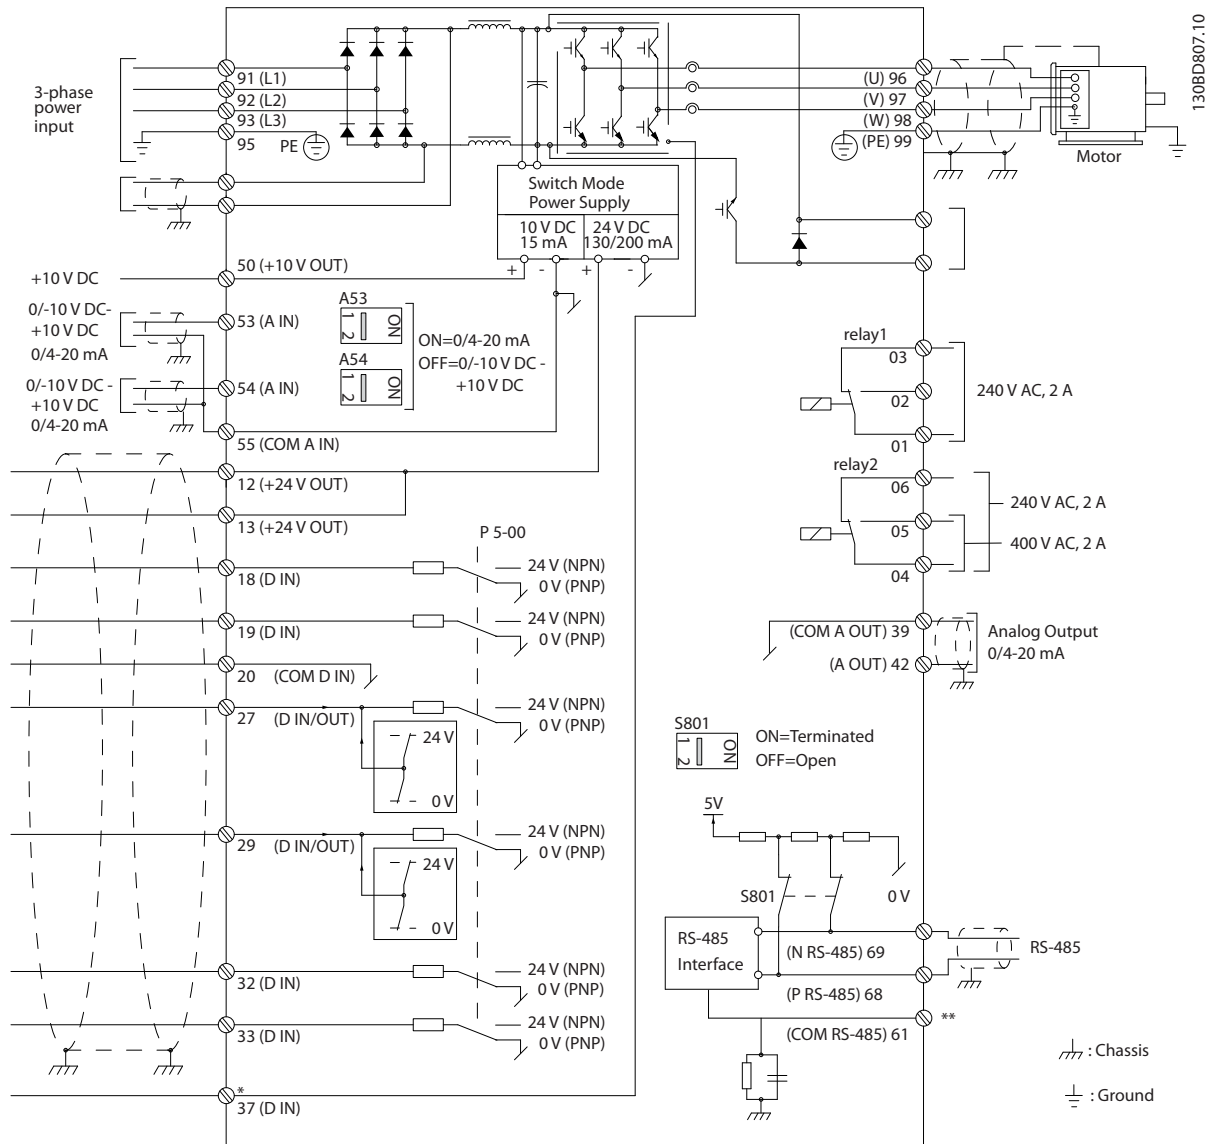 130BD807.10
3-phase
power
input
91 (L1)
92 (L2)
93 (L3)
95
PE
(U) 96
(V) 97
(W) 98
(PE) 99
Motor
Switch Mode
Power Supply
10 V DC
15 mA
24 V DC
130/200 mA
+ - + -
+10 V DC
50 (+10 V OUT)
0/-10 V DC-
+10 V DC
0/4-20 mA
53 (A IN)
A53
1 2
ON
A54
1 2
ON
ON=0/4-20 mA
OFF=0/-10 V DC -
+10 V DC
0/-10 V DC -
+10 V DC
0/4-20 mA
54 (A IN)
55 (COM A IN)
12 (+24 V OUT)
13 (+24 V OUT)
P 5-00
18 (D IN)
24 V (NPN)
0 V (PNP)
19 (D IN)
24 V (NPN)
0 V (PNP)
20 (COM D IN)
27 (D IN/OUT)
24 V (NPN)
0 V (PNP)
24 V
0 V
29 (D IN/OUT)
24 V (NPN)
0 V (PNP)
24 V
0 V
32 (D IN)
24 V (NPN)
0 V (PNP)
33 (D IN)
24 V (NPN)
0 V (PNP)
*
37 (D IN)
relay1
03
02
01
240 V AC, 2 A
relay2
06
05
04
240 V AC, 2 A
400 V AC, 2 A
(COM A OUT) 39
(A OUT) 42
Analog Output
0/4-20 mA
S801
1 2
ON
ON=Terminated
OFF=Open
5V
S801
0 V
RS-485
Interface
(N RS-485) 69
(P RS-485) 68
(COM RS-485) 61
RS-485
**
: Chassis
: Ground